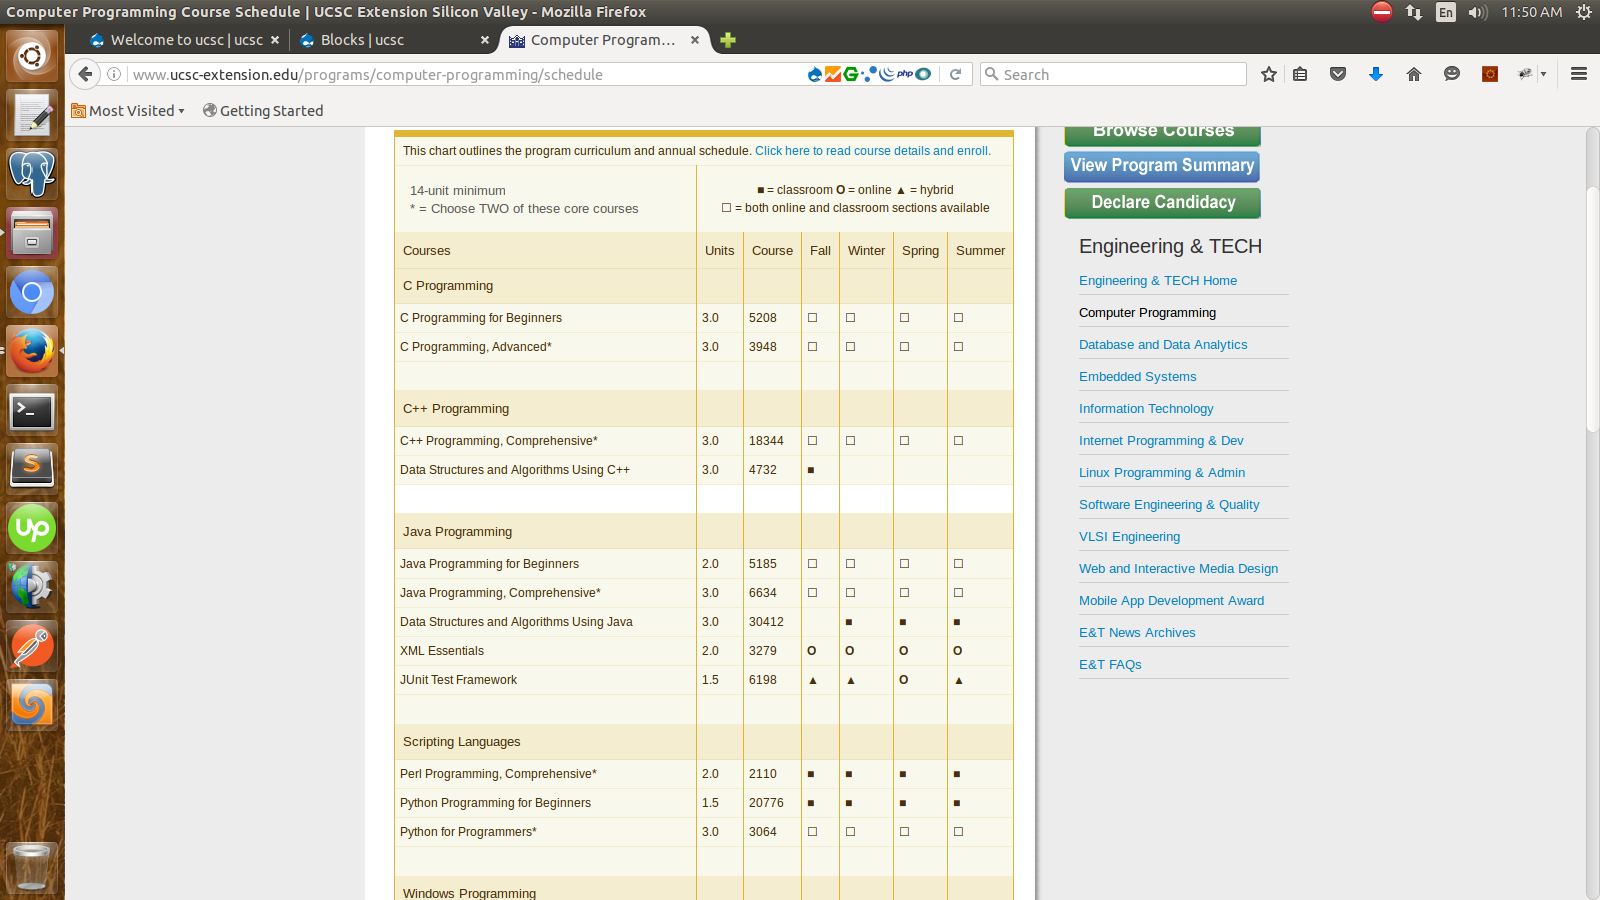 Computer Programming Course Schedule | UCSC Extension Silicon Valley - Mozilla Firefox
En
11:50 AM
Welcome to ucsc | ucsc
Blocks | ucsc
Computer Program...
www.ucsc-extension.edu/programs/computer-programming/schedule
php
Search
Most Visited
Getting Started
This chart outlines the program curriculum and annual schedule. Click here to read course details and enroll.
14-unit minimum
* = Choose TWO of these core courses
■ = classroom O = online ▲ = hybrid
☐ = both online and classroom sections available
Courses Units Course Fall Winter Spring Summer
C Programming
C Programming for Beginners 3.0 5208 ☐ ☐ ☐ ☐
C Programming, Advanced* 3.0 3948 ☐ ☐ ☐ ☐
C++ Programming
C++ Programming, Comprehensive* 3.0 18344 ☐ ☐ ☐ ☐
Data Structures and Algorithms Using C++ 3.0 4732 ■
Java Programming
Java Programming for Beginners 2.0 5185 ☐ ☐ ☐ ☐
Java Programming, Comprehensive* 3.0 6634 ☐ ☐ ☐ ☐
Data Structures and Algorithms Using Java 3.0 30412 ■ ■ ■
XML Essentials 2.0 3279 O O O O
JUnit Test Framework 1.5 6198 ▲ ▲ O ▲
Scripting Languages
Perl Programming, Comprehensive* 2.0 2110 ■ ■ ■ ■
Python Programming for Beginners 1.5 20776 ■ ■ ■ ■
Python for Programmers* 3.0 3064 ☐ ☐ ☐ ☐
Windows Programming
Browse Courses
View Program Summary
Declare Candidacy
Engineering & TECH
Engineering & TECH Home
Computer Programming
Database and Data Analytics
Embedded Systems
Information Technology
Internet Programming & Dev
Linux Programming & Admin
Software Engineering & Quality
VLSI Engineering
Web and Interactive Media Design
Mobile App Development Award
E&T News Archives
E&T FAQs
S
up